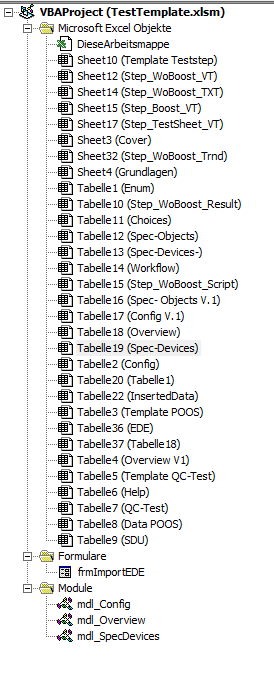 VBAProject (TestTemplate.xlsm)
Microsoft Excel Objekte
DieseArbeitsmappe
Sheet10 (Template Teststep)
Sheet12 (Step_WoBoost_VT)
Sheet14 (Step_WoBoost_TXT)
Sheet15 (Step_Boost_VT)
Sheet17 (Step_TestSheet_VT)
Sheet3 (Cover)
Sheet32 (Step_WoBoost_Trnd)
Sheet4 (Grundlagen)
Tabelle1 (Enum)
Tabelle10 (Step_WoBoost_Result)
Tabelle11 (Choices)
Tabelle12 (Spec-Objects)
Tabelle13 (Spec-Devices-)
Tabelle14 (Workflow)
Tabelle15 (Step_WoBoost_Script)
Tabelle16 (Spec- Objects V.1)
Tabelle17 (Config V.1)
Tabelle18 (Overview)
Tabelle19 (Spec-Devices)
Tabelle2 (Config)
Tabelle20 (Tabelle1)
Tabelle22 (InsertedData)
Tabelle3 (Template POOS)
Tabelle36 (EDE)
Tabelle37 (Tabelle18)
Tabelle4 (Overview V1)
Tabelle5 (Template QC-Test)
Tabelle6 (Help)
Tabelle7 (QC-Test)
Tabelle8 (Data POOS)
Tabelle9 (SDU)
Formulare
frmImportEDE
Module
mdl_Config
mdl_Overview
mdl_SpecDevices